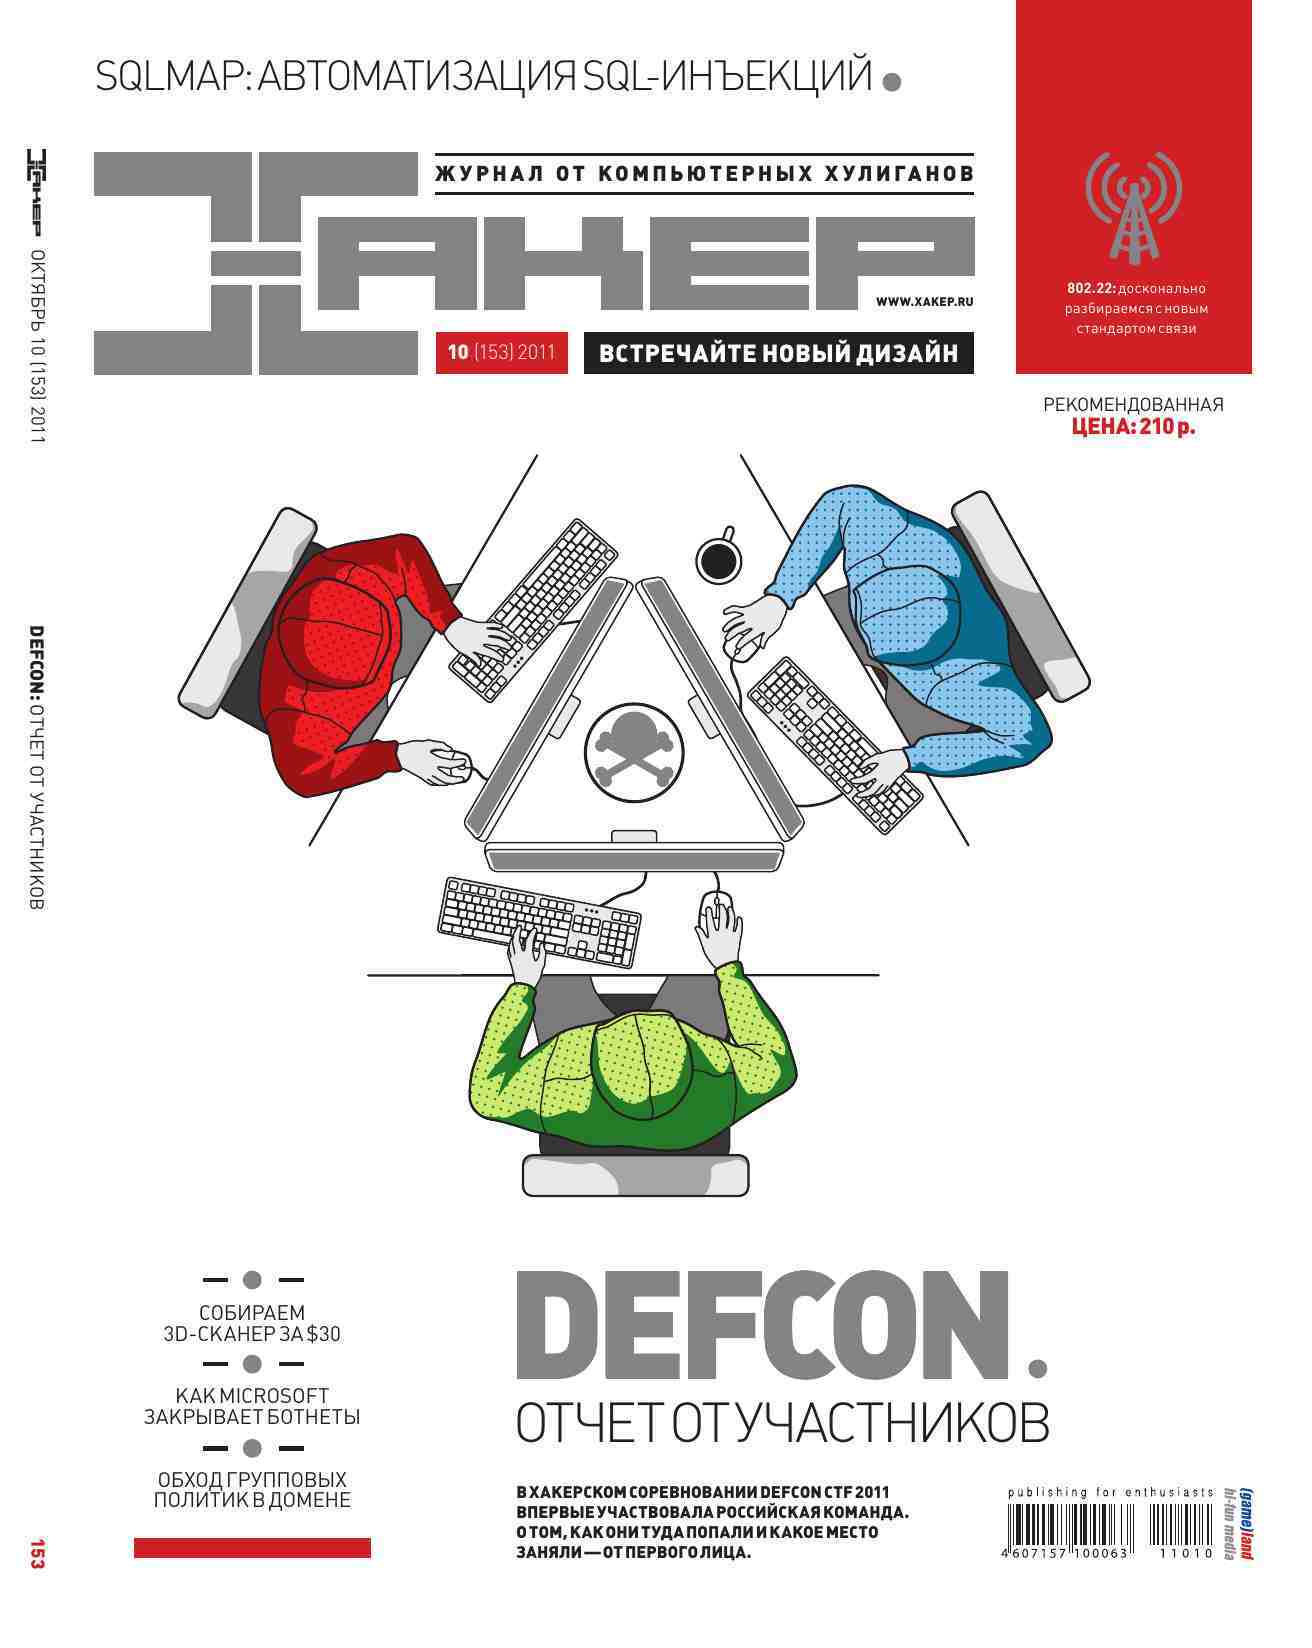 SQLMAP: АВТОМАТИЗАЦИЯ SQL-ИНЪЕКЦИЙ
ЖУРНАЛ ОТ КОМПЬЮТЕРНЫХ ХУЛИГАНОВ
ХАКЕР
WWW.XAKEP.RU
10 (153) 2011
ВСТРЕЧАЙТЕ НОВЫЙ ДИЗАЙН
802.22: досконально
разбираемся с новым
стандартом связи
РЕКОМЕНДОВАННАЯ
ЦЕНА: 210 р.
ХАКЕР ОКТЯБРЬ 10 (153) 2011
DEFCON: ОТЧЕТ ОТ УЧАСТНИКОВ
153
СОБИРАЕМ
3D-СКАНЕР ЗА $30
КАК MICROSOFT
ЗАКРЫВАЕТ БОТНЕТЫ
ОБХОД ГРУППОВЫХ
ПОЛИТИК В ДОМЕНЕ
DEFCON.
ОТЧЕТ ОТ УЧАСТНИКОВ
В ХАКЕРСКОМ СОРЕВНОВАНИИ DEFCON CTF 2011
ВПЕРВЫЕ УЧАСТВОВАЛА РОССИЙСКАЯ КОМАНДА.
О ТОМ, КАК ОНИ ТУДА ПОПАЛИ И КАКОЕ МЕСТО
ЗАНЯЛИ — ОТ ПЕРВОГО ЛИЦА.
publishing for enthusiasts
4 607157 100063 11010
(game)land
hi-fun media